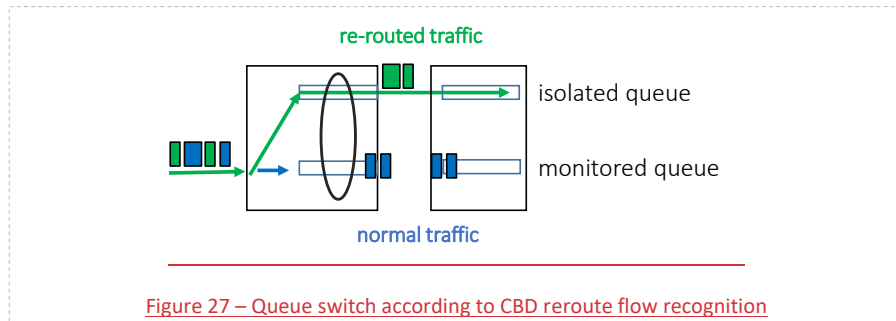 re-routed traffic
isolated queue
monitored queue
normal traffic
Figure 27 – Queue switch according to CBD reroute flow recognition